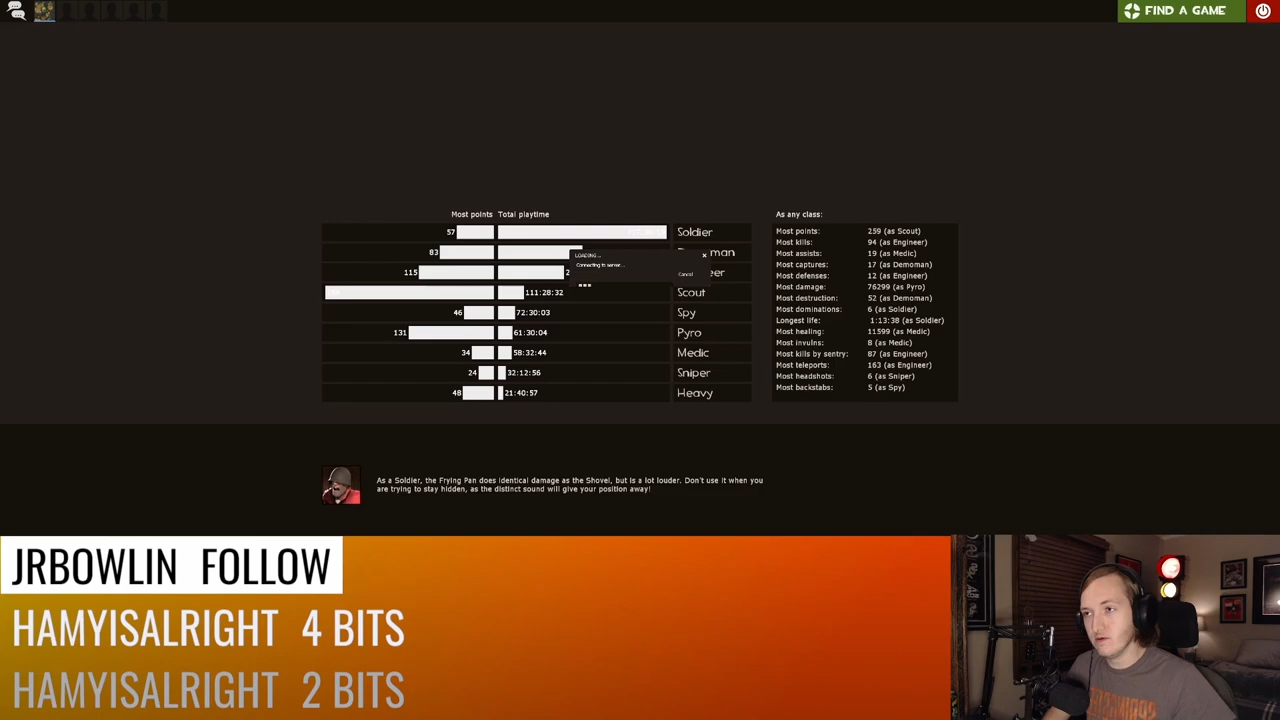 FIND A GAME
Most points Total playtime
57 Soldier
83
115 2
111:28:32 Scout
46 72:30:03 Spy
131 61:30:04 Pyro
34 58:32:44 Medic
24 32:12:56 Sniper
48 21:40:57 Heavy
LOADING...
Connecting to server...
Cancel
As any class:
Most points: 259 (as Scout)
Most kills: 94 (as Engineer)
Most assists: 19 (as Medic)
Most captures: 17 (as Demoman)
Most defenses: 12 (as Engineer)
Most damage: 76299 (as Pyro)
Most destruction: 52 (as Demoman)
Most dominations: 6 (as Soldier)
Longest life: 1:13:38 (as Soldier)
Most healing: 11599 (as Medic)
Most invulns: 8 (as Medic)
Most kills by sentry: 87 (as Engineer)
Most teleports: 163 (as Engineer)
Most headshots: 6 (as Sniper)
Most backstabs: 5 (as Spy)
As a Soldier, the Frying Pan does identical damage as the Shovel, but is a lot louder. Don't use it when you
are trying to stay hidden, as the distinct sound will give your position away!
JRBOWLIN FOLLOW
HAMYISALRIGHT 4 BITS
HAMYISALRIGHT 2 BITS